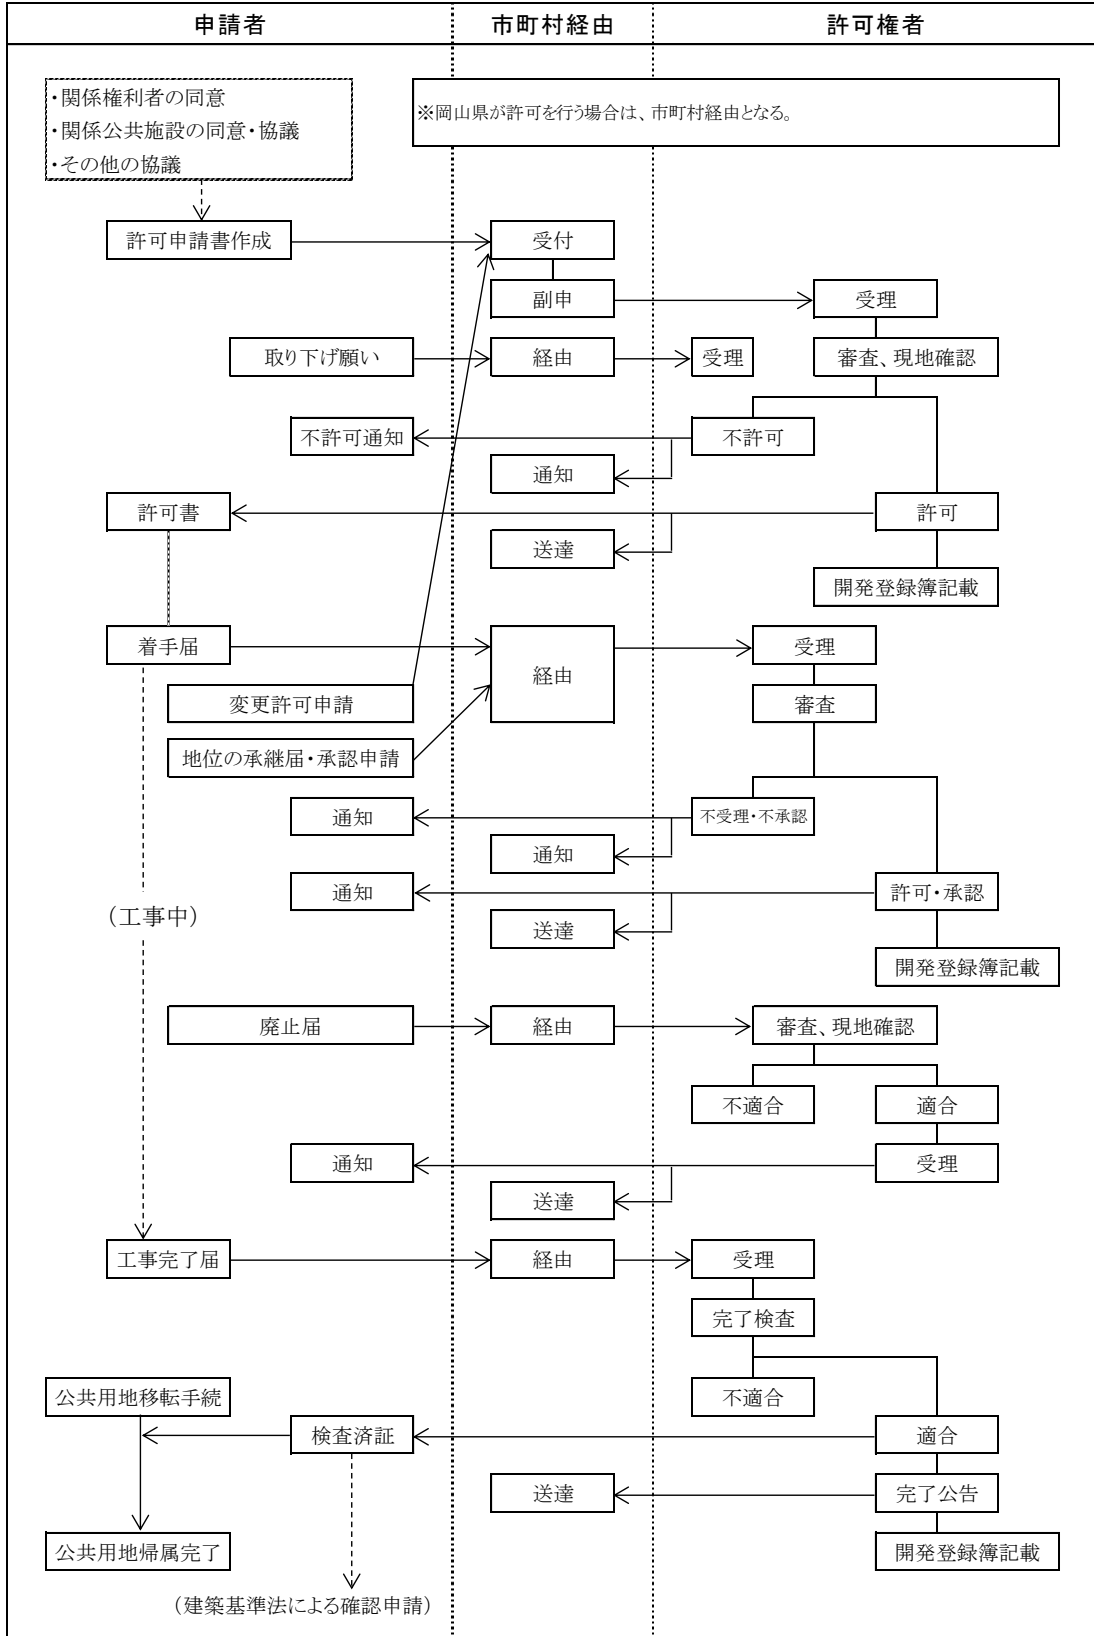 申請者
市町村経由
許可権者
・関係権利者の同意
・関係公共施設の同意・協議
・その他の協議
※岡山県が許可を行う場合は、市町村経由となる。
許可申請書作成
受付
副申
受理
取り下げ願い
経由
受理
審査、現地確認
不許可通知
不許可
通知
許可書
許可
送達
開発登録簿記載
着手届
経由
受理
変更許可申請
審査
地位の承継届・承認申請
通知
不受理・不承認
通知
通知
許可・承認
(工事中)
送達
開発登録簿記載
廃止届
経由
審査、現地確認
不適合
適合
通知
受理
送達
工事完了届
経由
受理
完了検査
公共用地移転手続
不適合
検査済証
適合
送達
完了公告
公共用地帰属完了
開発登録簿記載
(建築基準法による確認申請)